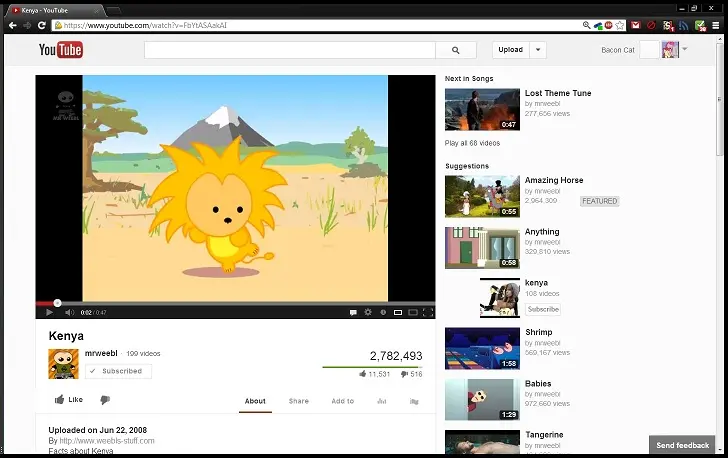 Kenya - YouTube
https://www.youtube.com/watch?v=FbYtASAzkAI
YouTube
Upload
Bacon Cat
0:02 / 0:47
Kenya
mrweebl · 199 videos
Subscribed
2,782,493
11,531 516
Like
About Share Add to
Uploaded on Jun 22, 2008
By http://www.weebls-stuff.com
Facts about Kenya
Next in Songs
0:47
Lost Theme Tune
by mrweebl
277,656 views
Play all 68 videos
Suggestions
0:55
Amazing Horse
by mrweebl
2,964,309 FEATURED
0:58
Anything
by mrweebl
329,810 views
kenya
108 videos
Subscribe
1:58
Shrimp
by mrweebl
569,167 views
1:29
Babies
by mrweebl
972,660 views
Tangerine
by mrweebl
Send feedback